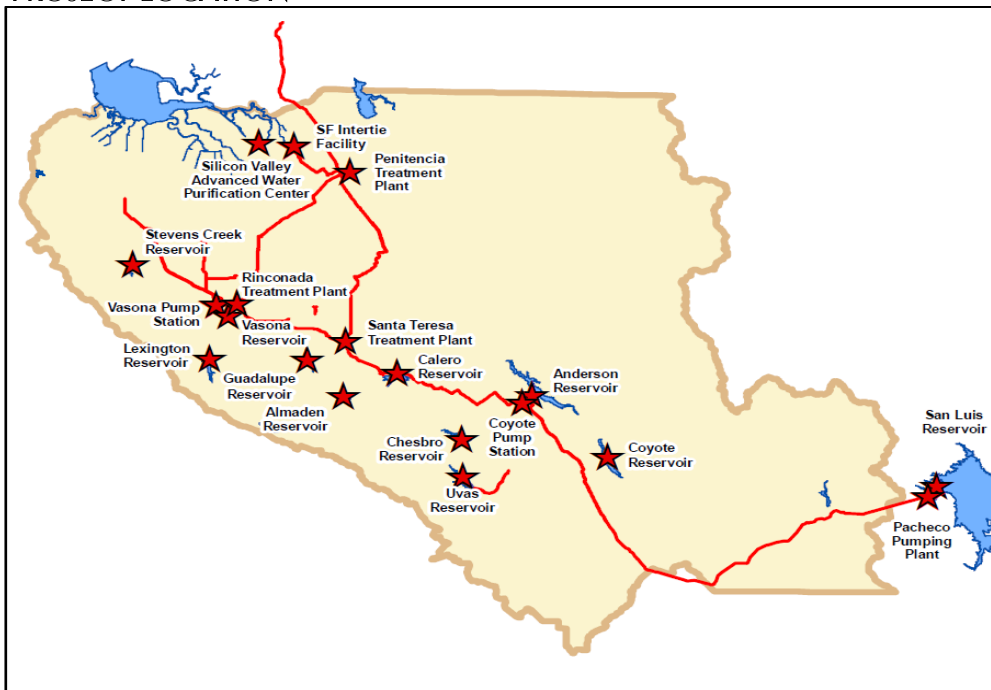 PROJECT LOCATION
SF Intertie
Facility
Silicon Valley
Advanced Water
Purification Center
Penitencia
Treatment
Plant
Stevens Creek
Reservoir
Rinconada
Treatment Plant
Vasona Pump
Station
Vasona
Reservoir
Lexington
Reservoir
Guadalupe
Reservoir
Santa Teresa
Treatment Plant
Calero
Reservoir
Almaden
Reservoir
Anderson
Reservoir
Coyote
Pump
Station
Chesbro
Reservoir
Coyote
Reservoir
Uvas
Reservoir
San Luis
Reservoir
Pacheco
Pumping
Plant